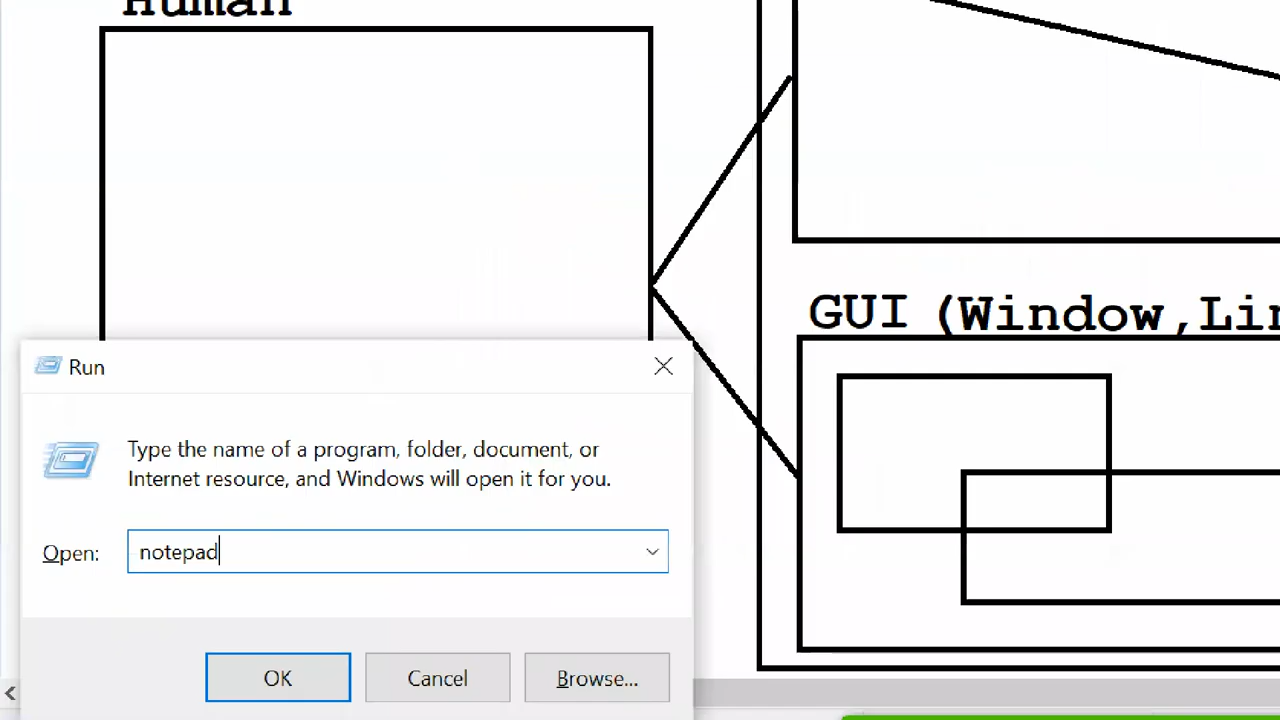 Human
GUI (Window,Lin
Run
Type the name of a program, folder, document, or
Internet resource, and Windows will open it for you.
Open:
notepad
OK
Cancel
Browse...